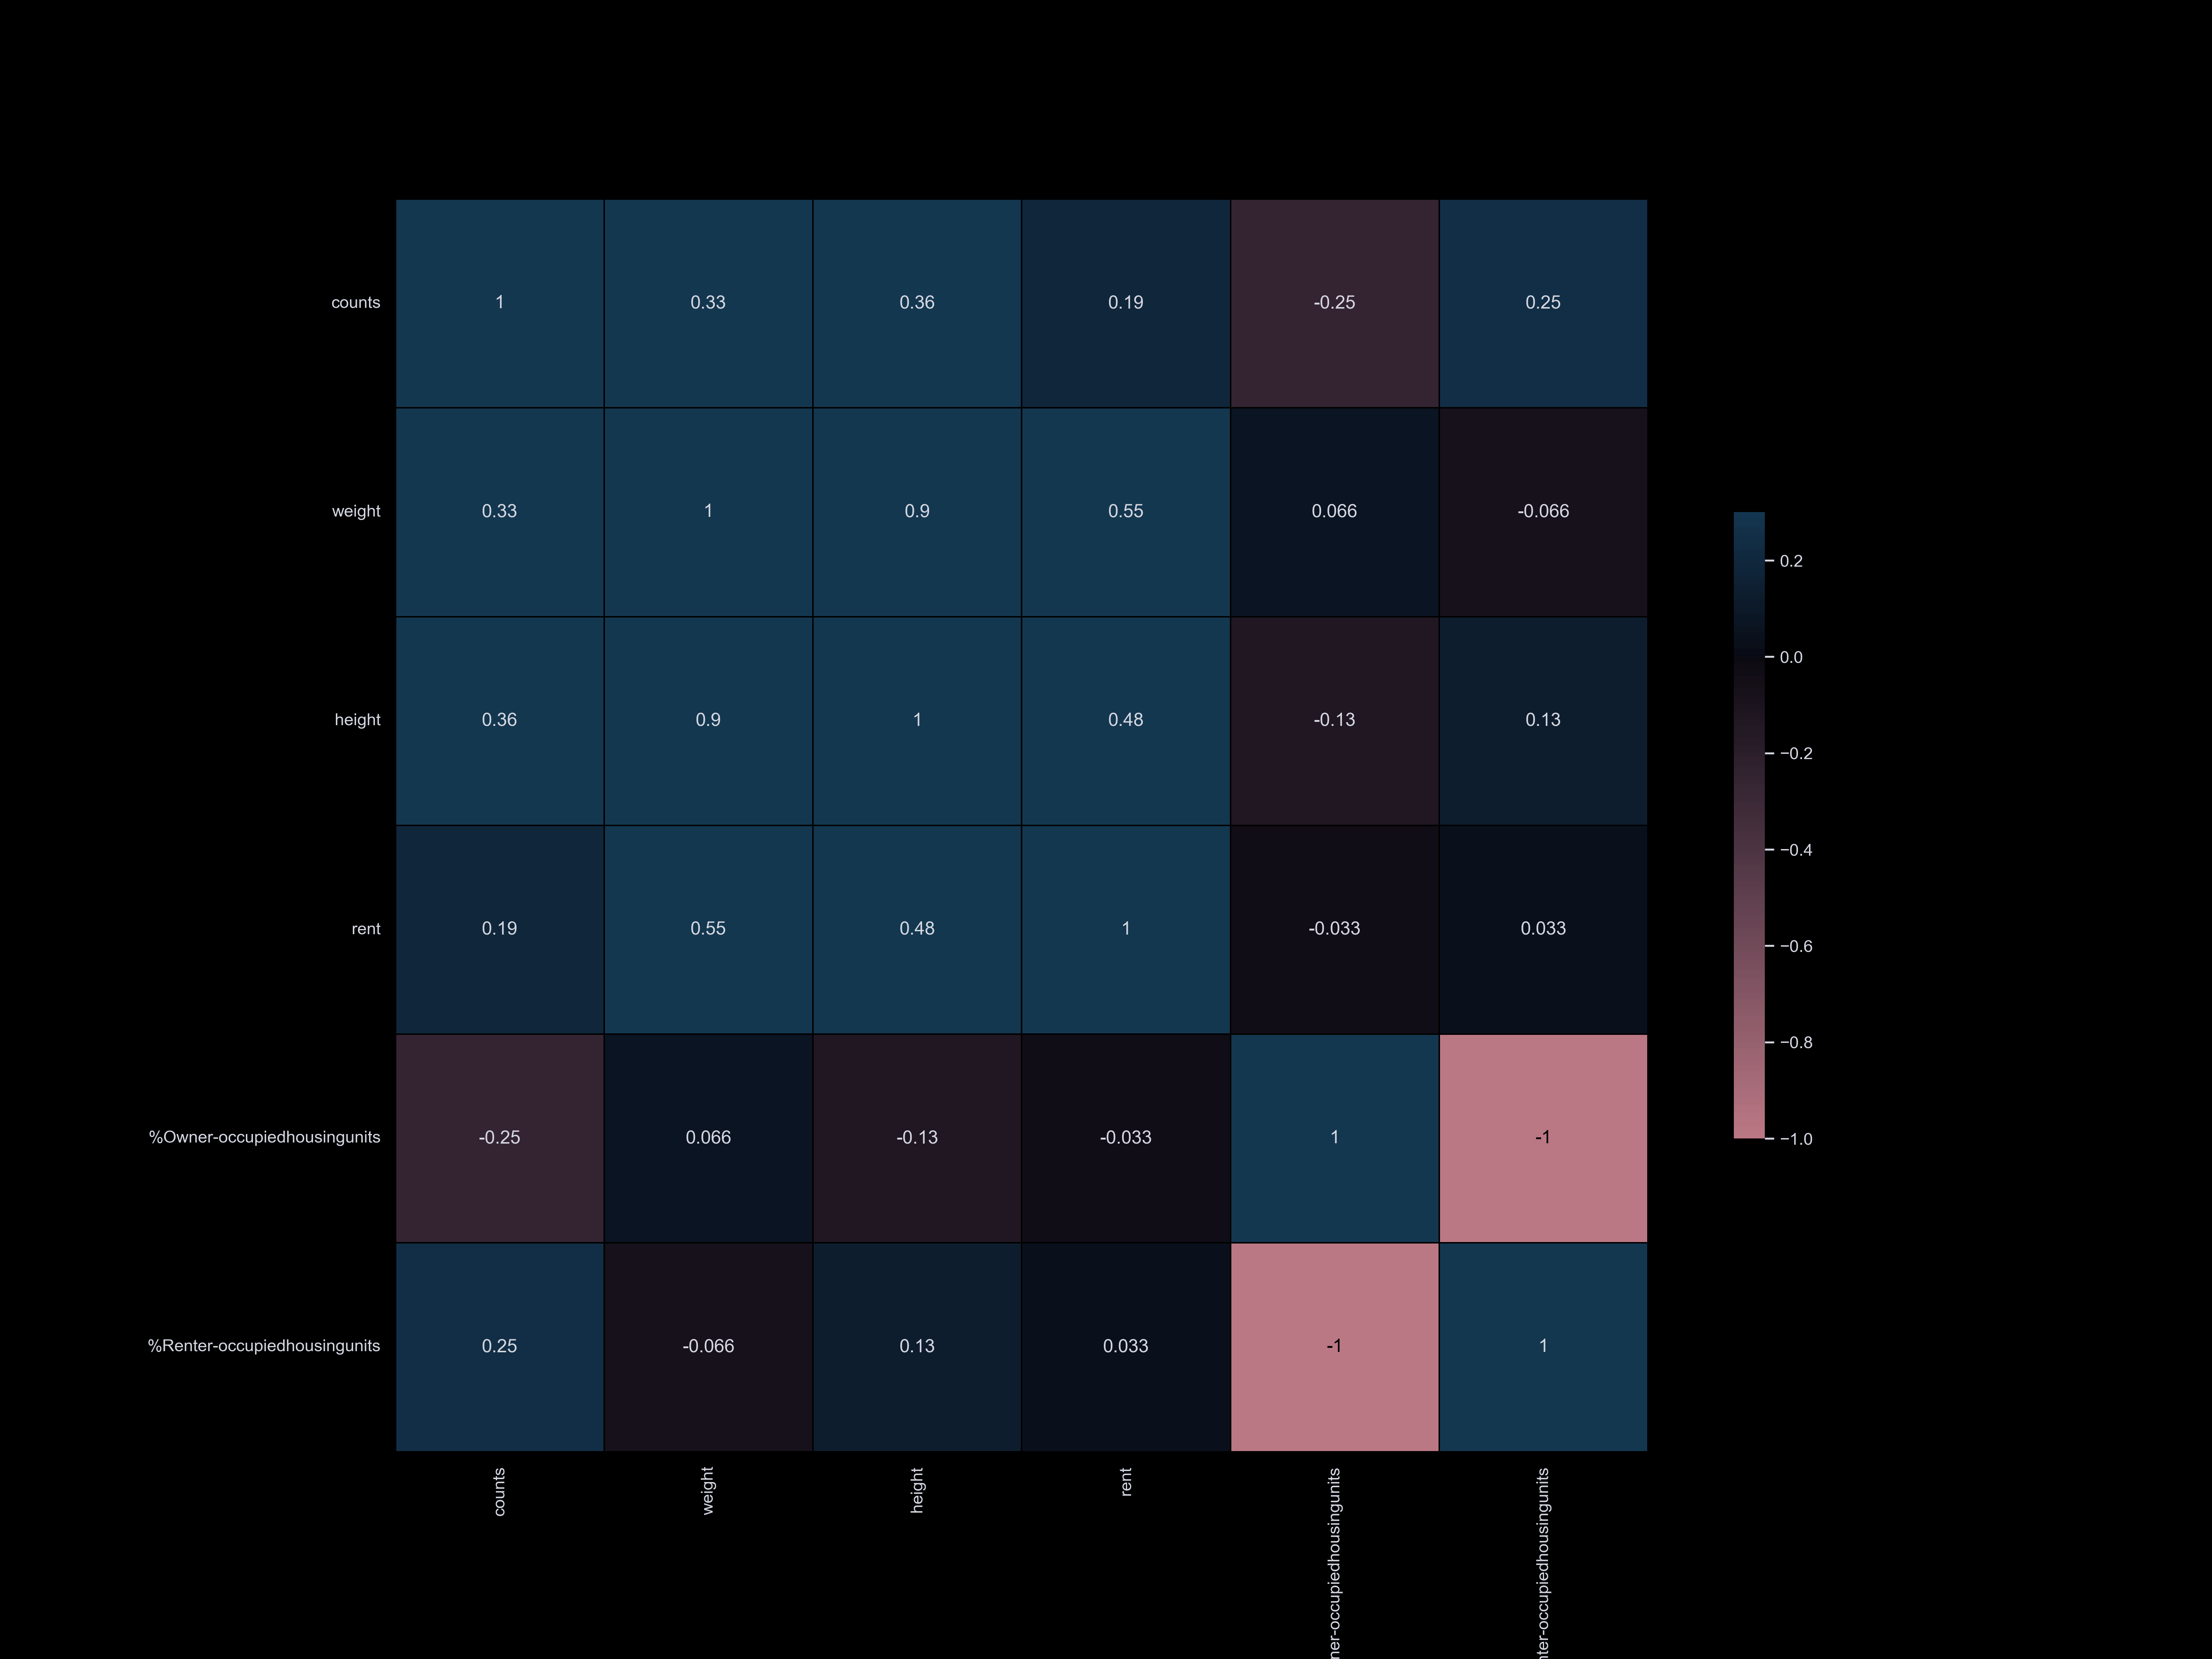 counts 1 0.33 0.36 0.19 -0.25 0.25
weight 0.33 1 0.9 0.55 0.066 -0.066
height 0.36 0.9 1 0.48 -0.13 0.13
rent 0.19 0.55 0.48 1 -0.033 0.033
%Owner-occupiedhousingunits -0.25 0.066 -0.13 -0.033 1 -1
%Renter-occupiedhousingunits 0.25 -0.066 0.13 0.033 -1 1
counts
weight
height
rent
ner-occupiedhousingunits
nter-occupiedhousingunits
0.2
0.0
−0.2
−0.4
−0.6
−0.8
−1.0